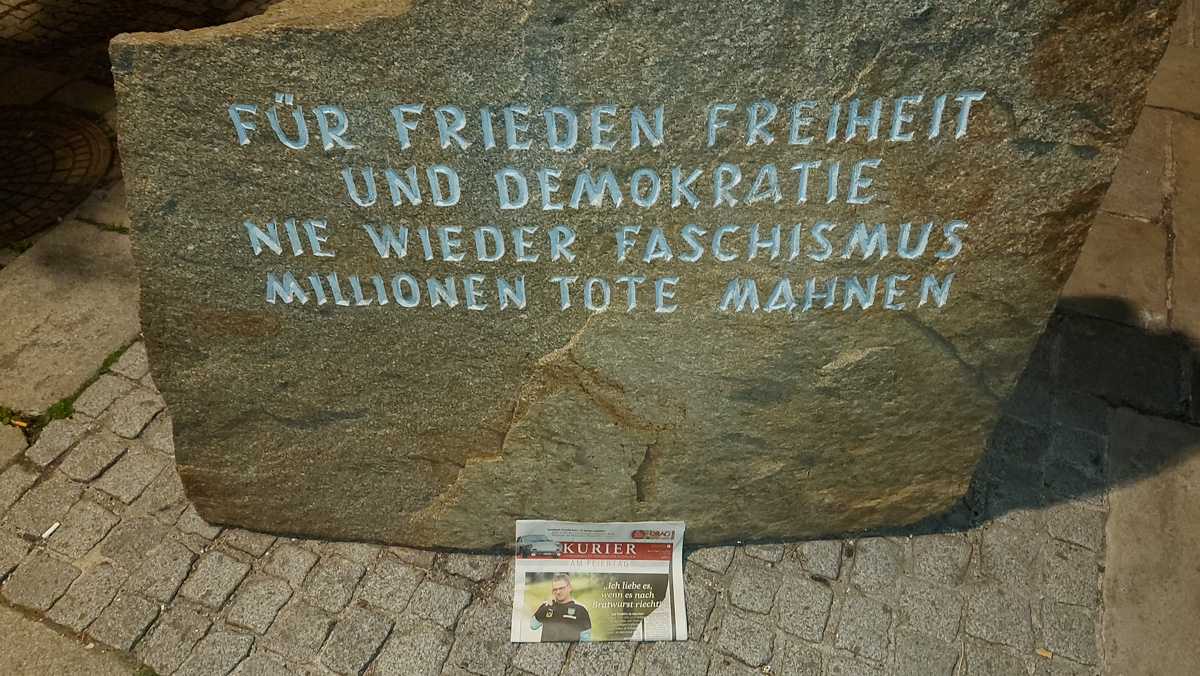 FÜR FRIEDEN FREIHEIT
UND DEMOKRATIE
NIE WIEDER FASCHISMUS
MILLIONEN TOTE MAHNEN
KURIER
AM FEIERTAG
„Ich liebe es,
wenn es nach
Bratwurst riecht“